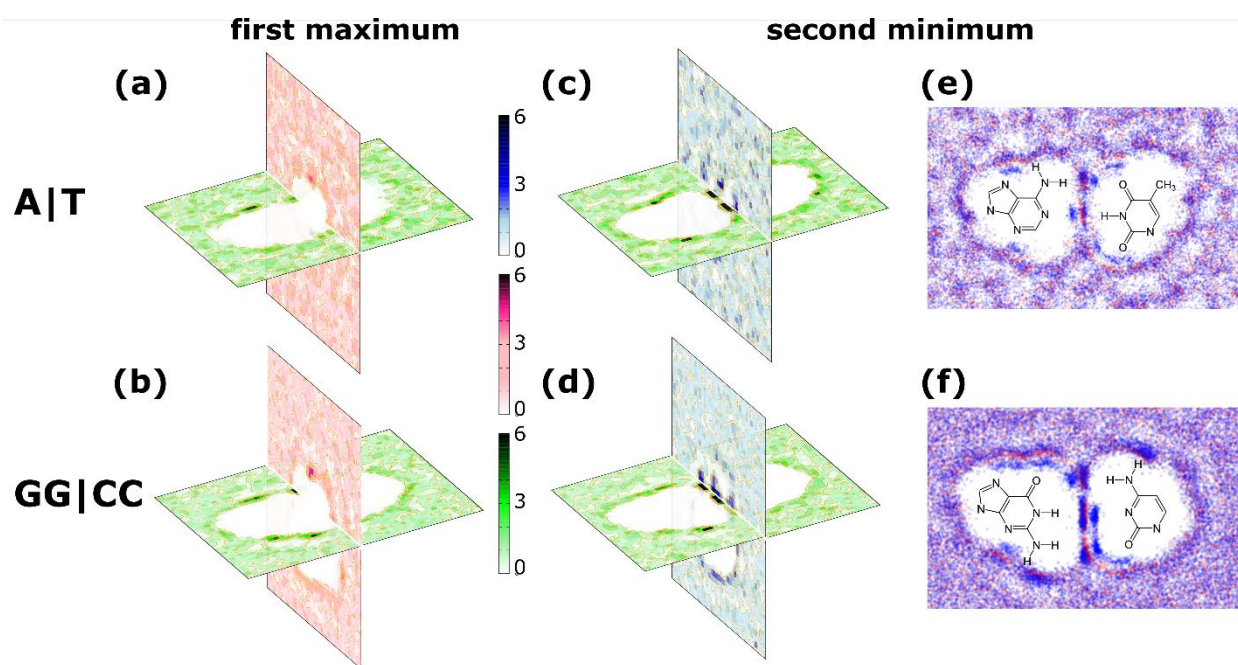 first maximum
second minimum
(a)
(c)
(e)
A|T
6
3
0
6
3
0
6
3
0
H
N
H
N
N
N
N
N
O
CH₃
H
N
N
O
(b)
(d)
(f)
GG|CC
O
N
N
N
N
H
N
N
H
H
H
H
N
N
N
O